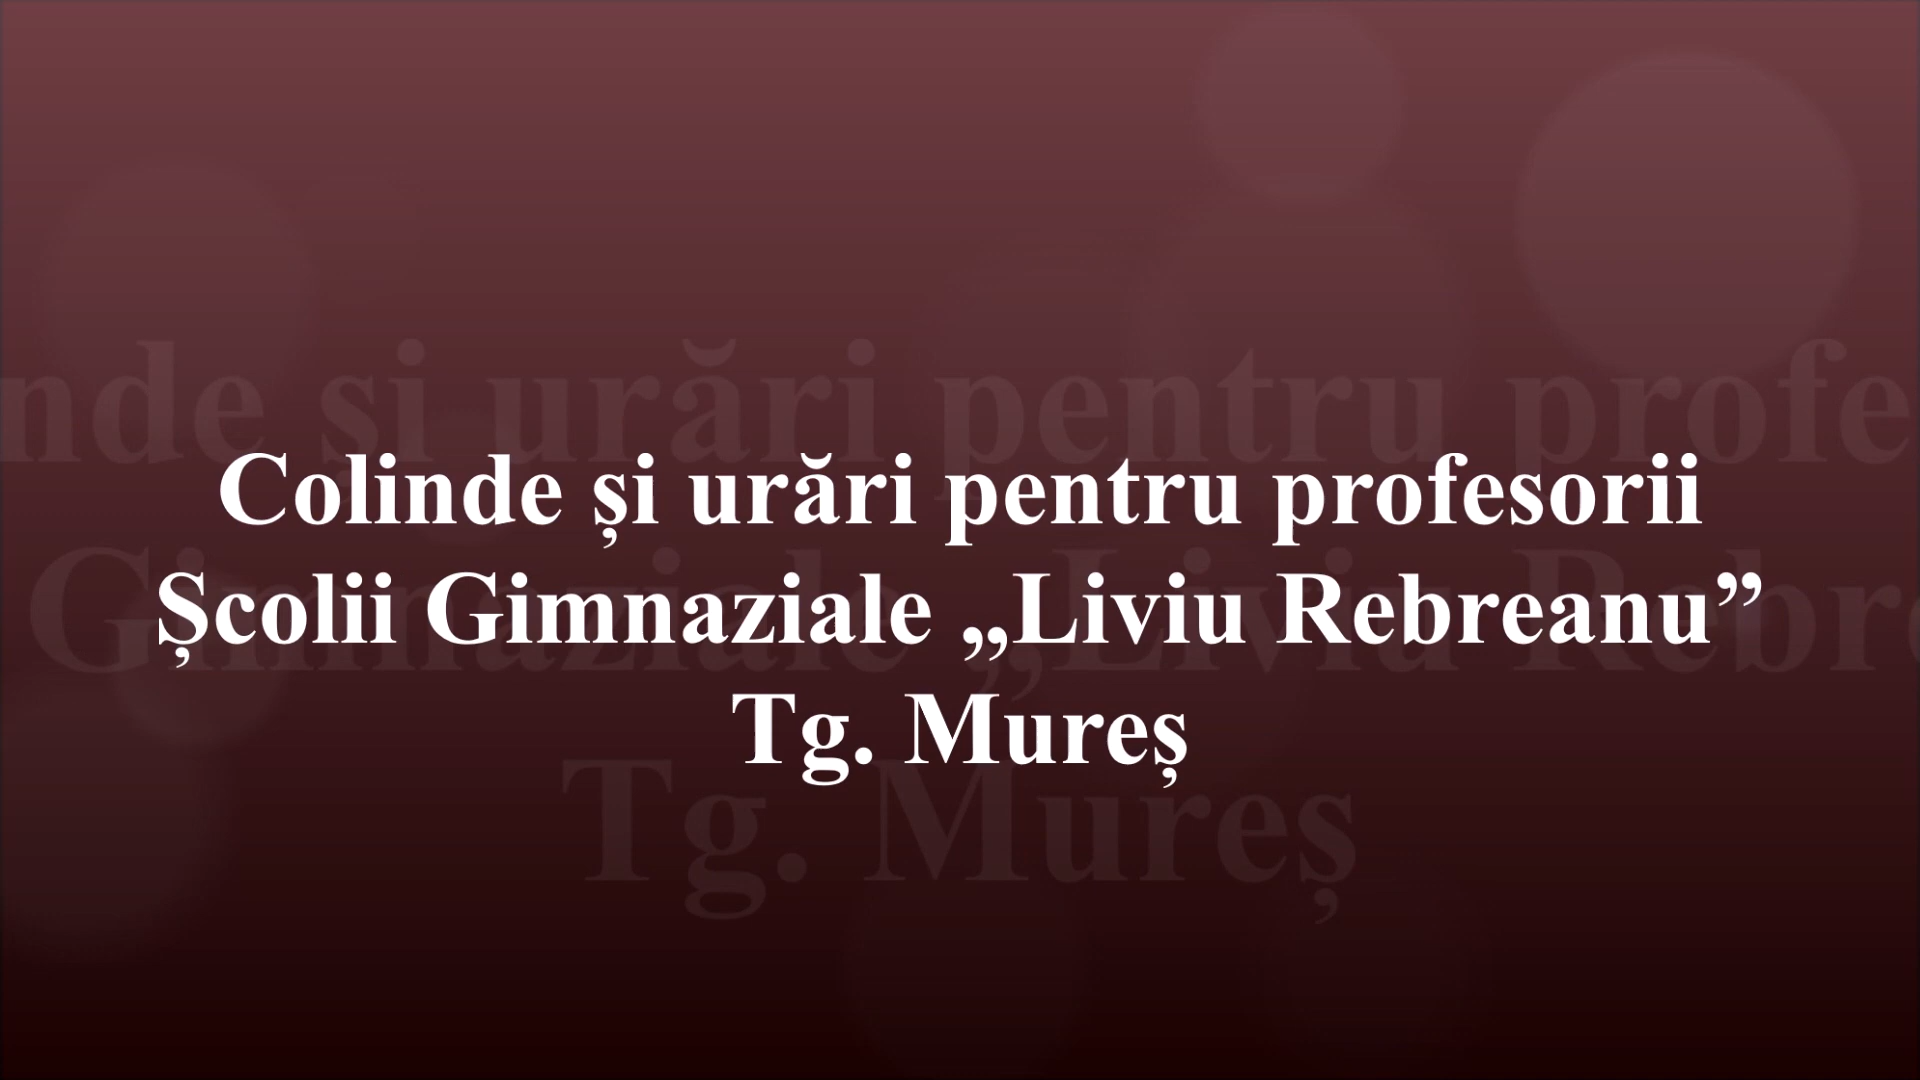 Colinde și urări pentru profesorii
Școlii Gimnaziale „Liviu Rebreanu”
Tg. Mureș